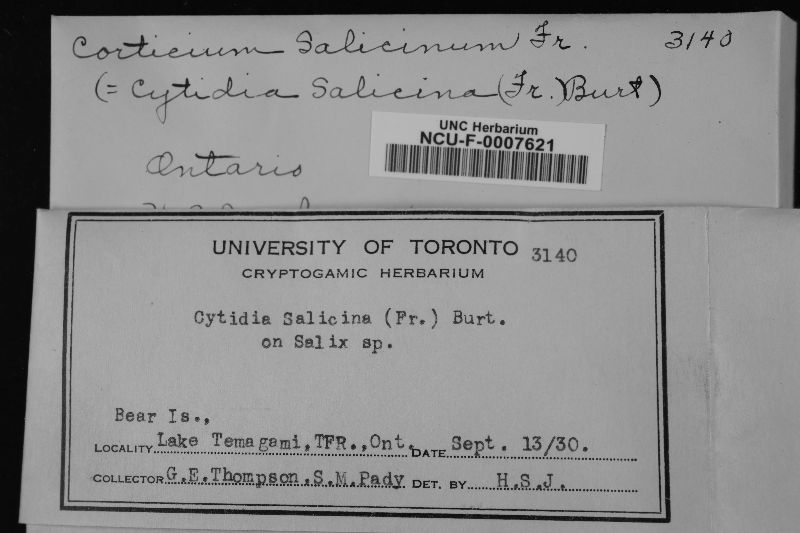 Corticium Salicinum Fr. 3140
(= Cytidia Salicina (Fr.) Burt)
UNC Herbarium
NCU-F-0007621
Ontario
UNIVERSITY OF TORONTO 3140
CRYPTOGAMIC HERBARIUM
Cytidia Salicina (Fr.) Burt.
on Salix sp.
Bear Is.,
LOCALITY Lake Temagami, TFR., Ont. DATE Sept. 13/30.
COLLECTOR G.E.Thompson.S.M.Pady DET. BY H.S.J.